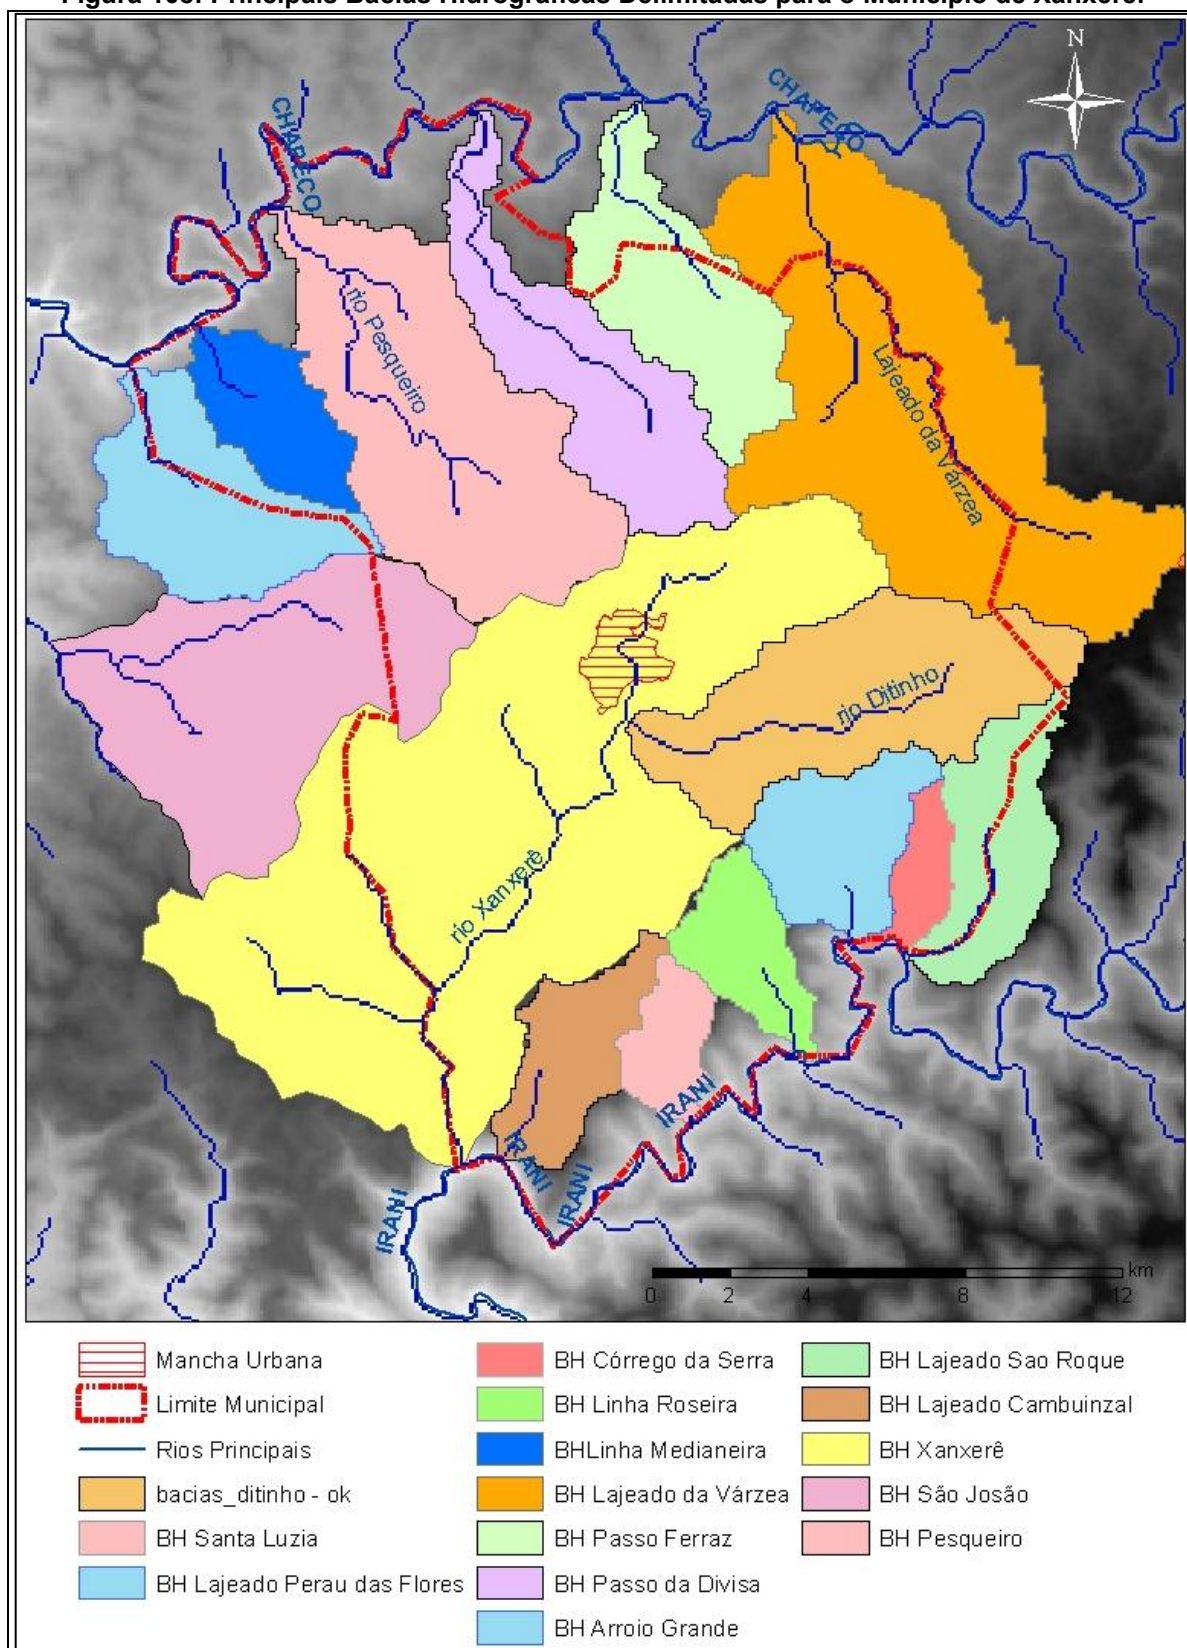 Figura 103: Principais Bacias Hidrográficas Delimitadas para o Município de Xanxerê.
N
CHAPECO
CHAPECO
rio Pesqueiro
Lajeado da Várzea
rio Ditinho
rio Xanxerê
IRANI
IRANI
IRANI
IRANI
km
0 2 4 8 12
Mancha Urbana
Limite Municipal
Rios Principais
bacias_ditinho - ok
BH Santa Luzia
BH Lajeado Perau das Flores
BH Córrego da Serra
BH Linha Roseira
BHLinha Medianeira
BH Lajeado da Várzea
BH Passo Ferraz
BH Passo da Divisa
BH Arroio Grande
BH Lajeado Sao Roque
BH Lajeado Cambuinzal
BH Xanxerê
BH São Josão
BH Pesqueiro